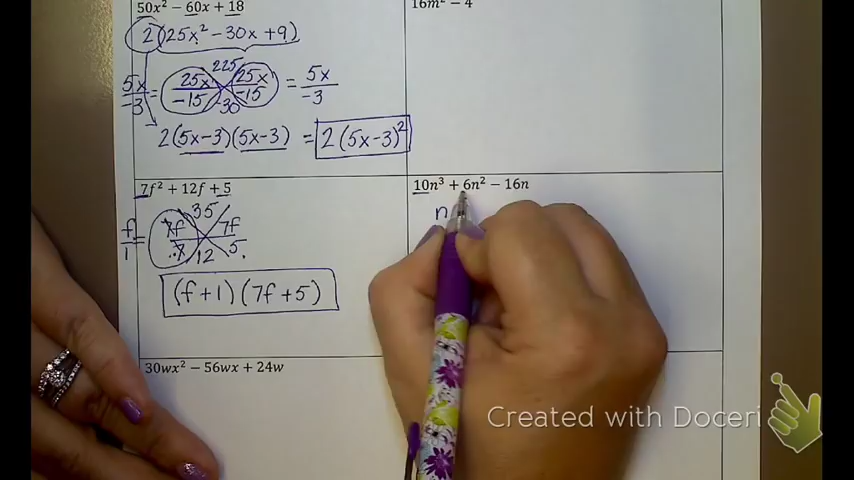 50x² − 60x + 18
2(25x² − 30x + 9)
225
5x/−3 = 25x/−15 25x/−15 = 5x/−3
−30
2(5x−3)(5x−3) = 2(5x−3)²
16m² − 4
7f² + 12f + 5
35
f/1 = 7f/7 7f/5
12
(f+1)(7f+5)
10n³ + 6n² − 16n
n
30wx² − 56wx + 24w
Created with Doceri